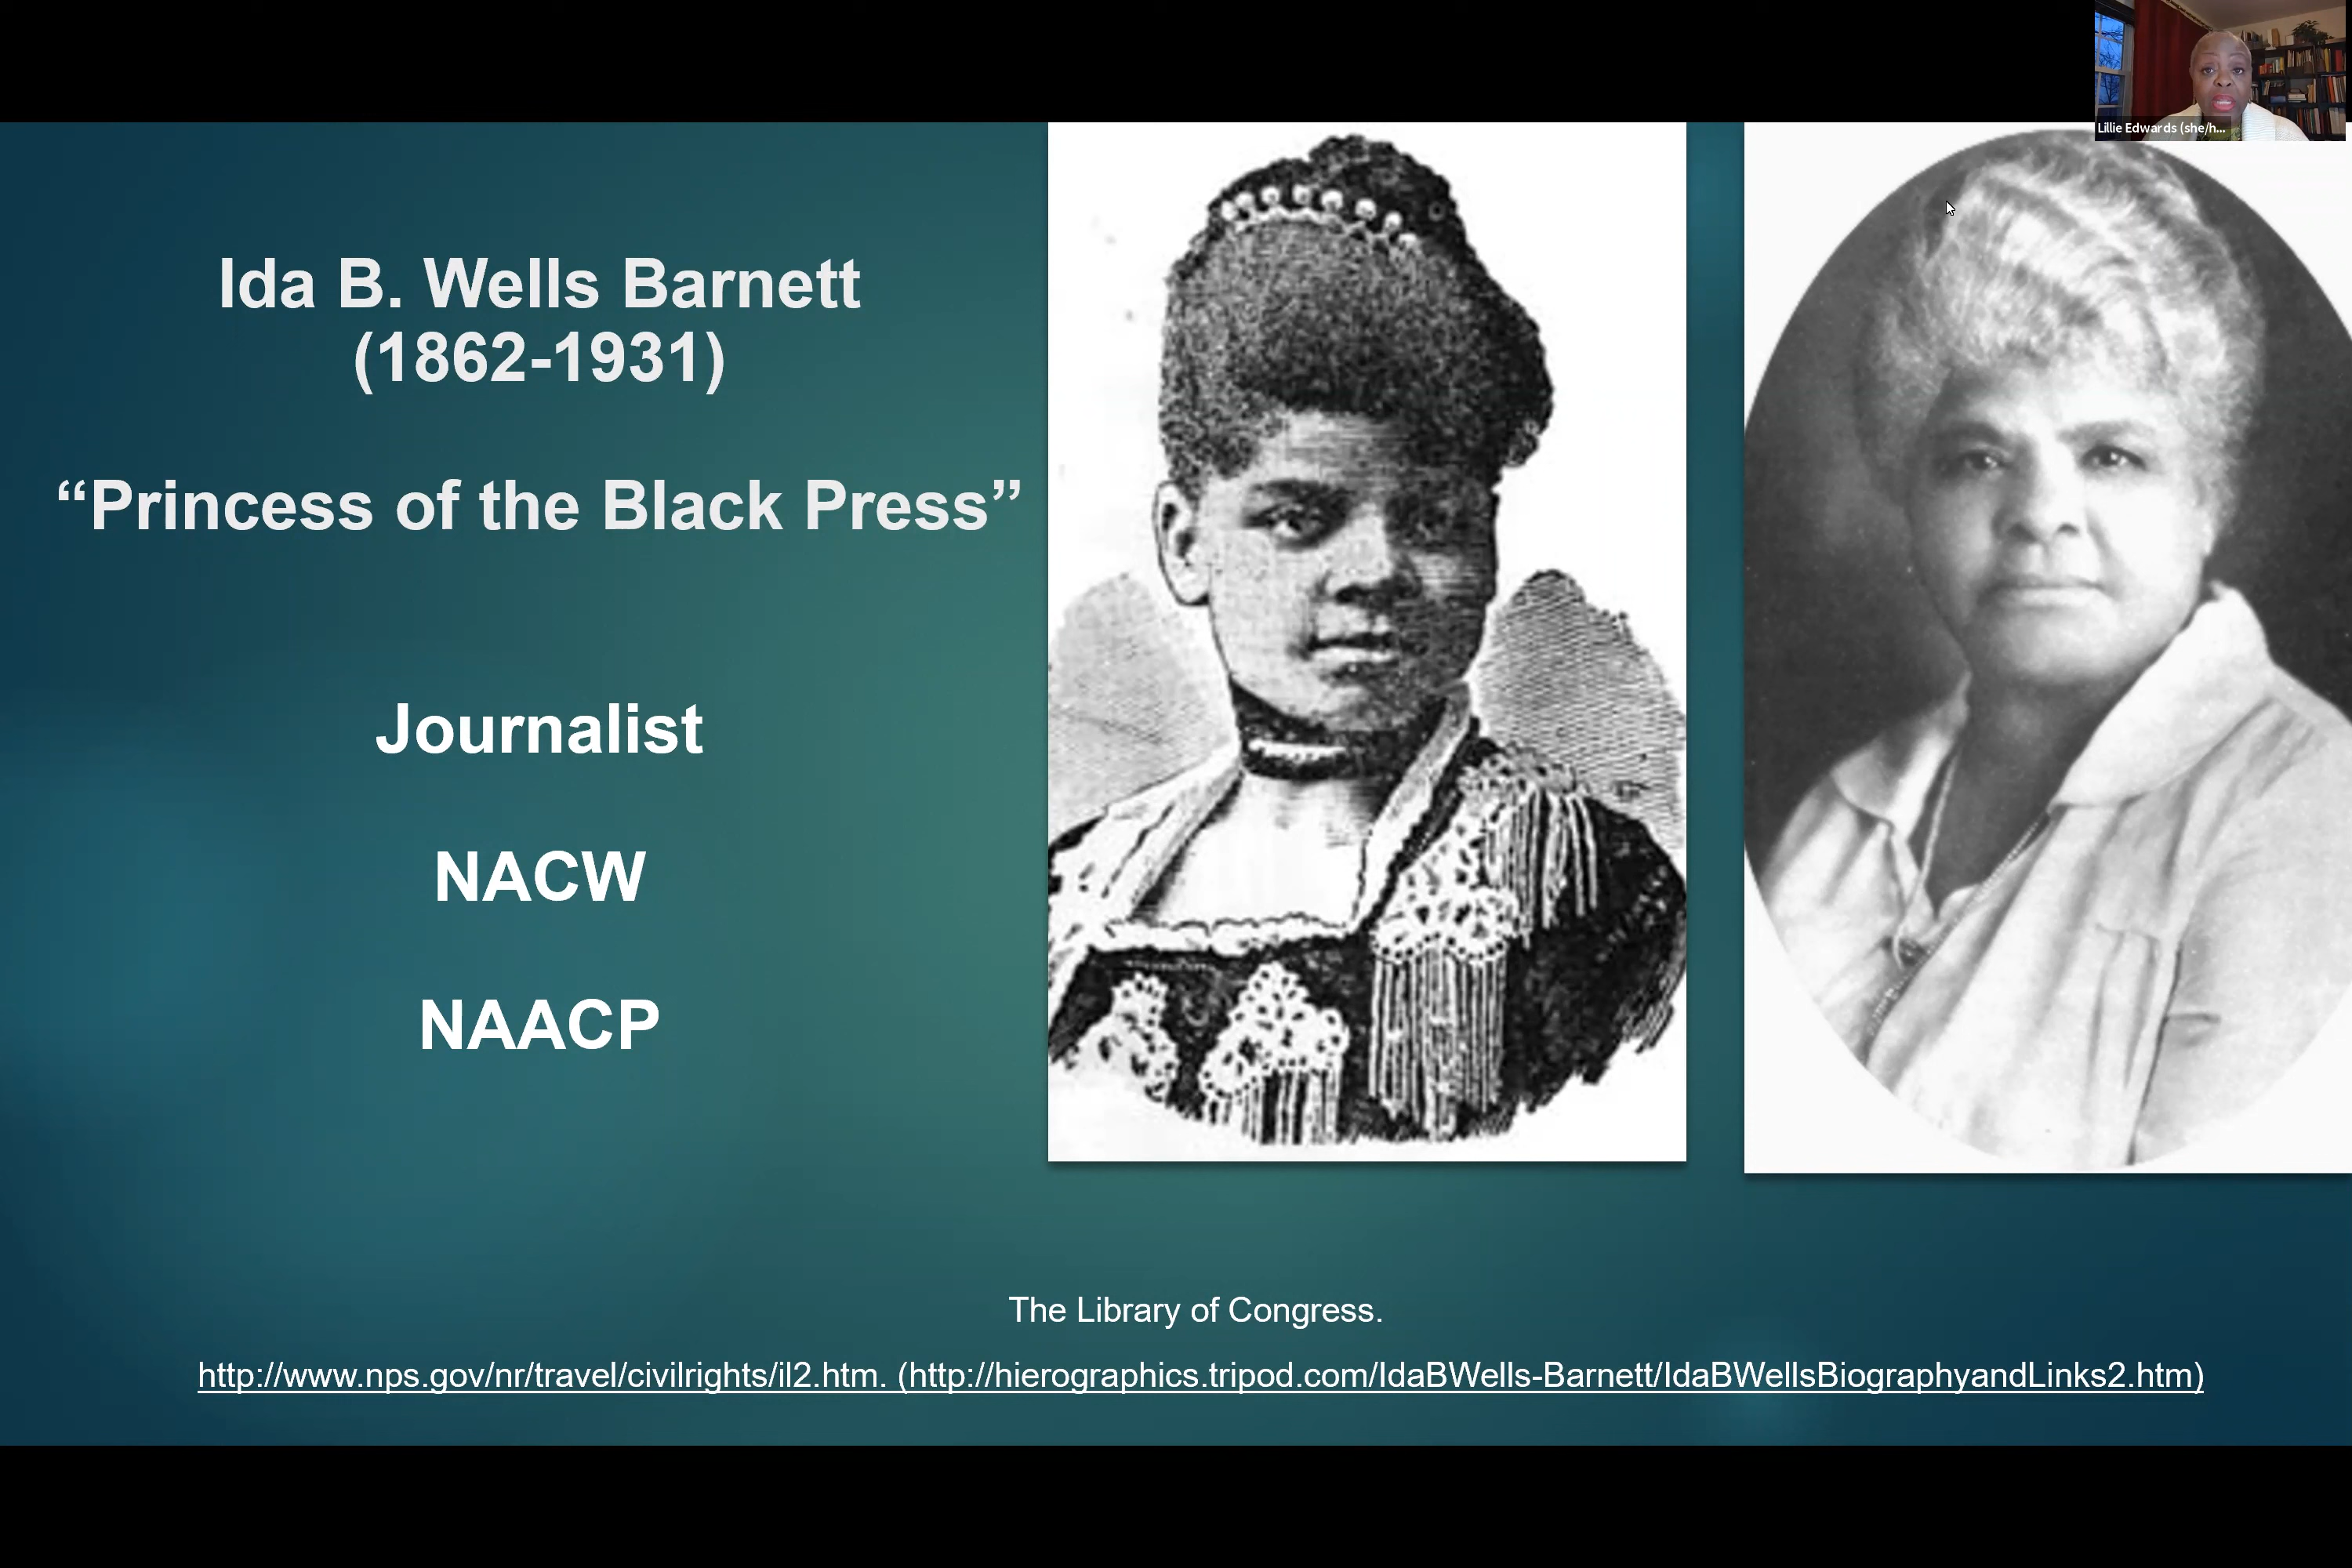 Lillie Edwards (she/h...
Ida B. Wells Barnett
(1862-1931)
“Princess of the Black Press”
Journalist
NACW
NAACP
The Library of Congress.
http://www.nps.gov/nr/travel/civilrights/il2.htm. (http://hierographics.tripod.com/IdaBWells-Barnett/IdaBWellsBiographyandLinks2.htm)